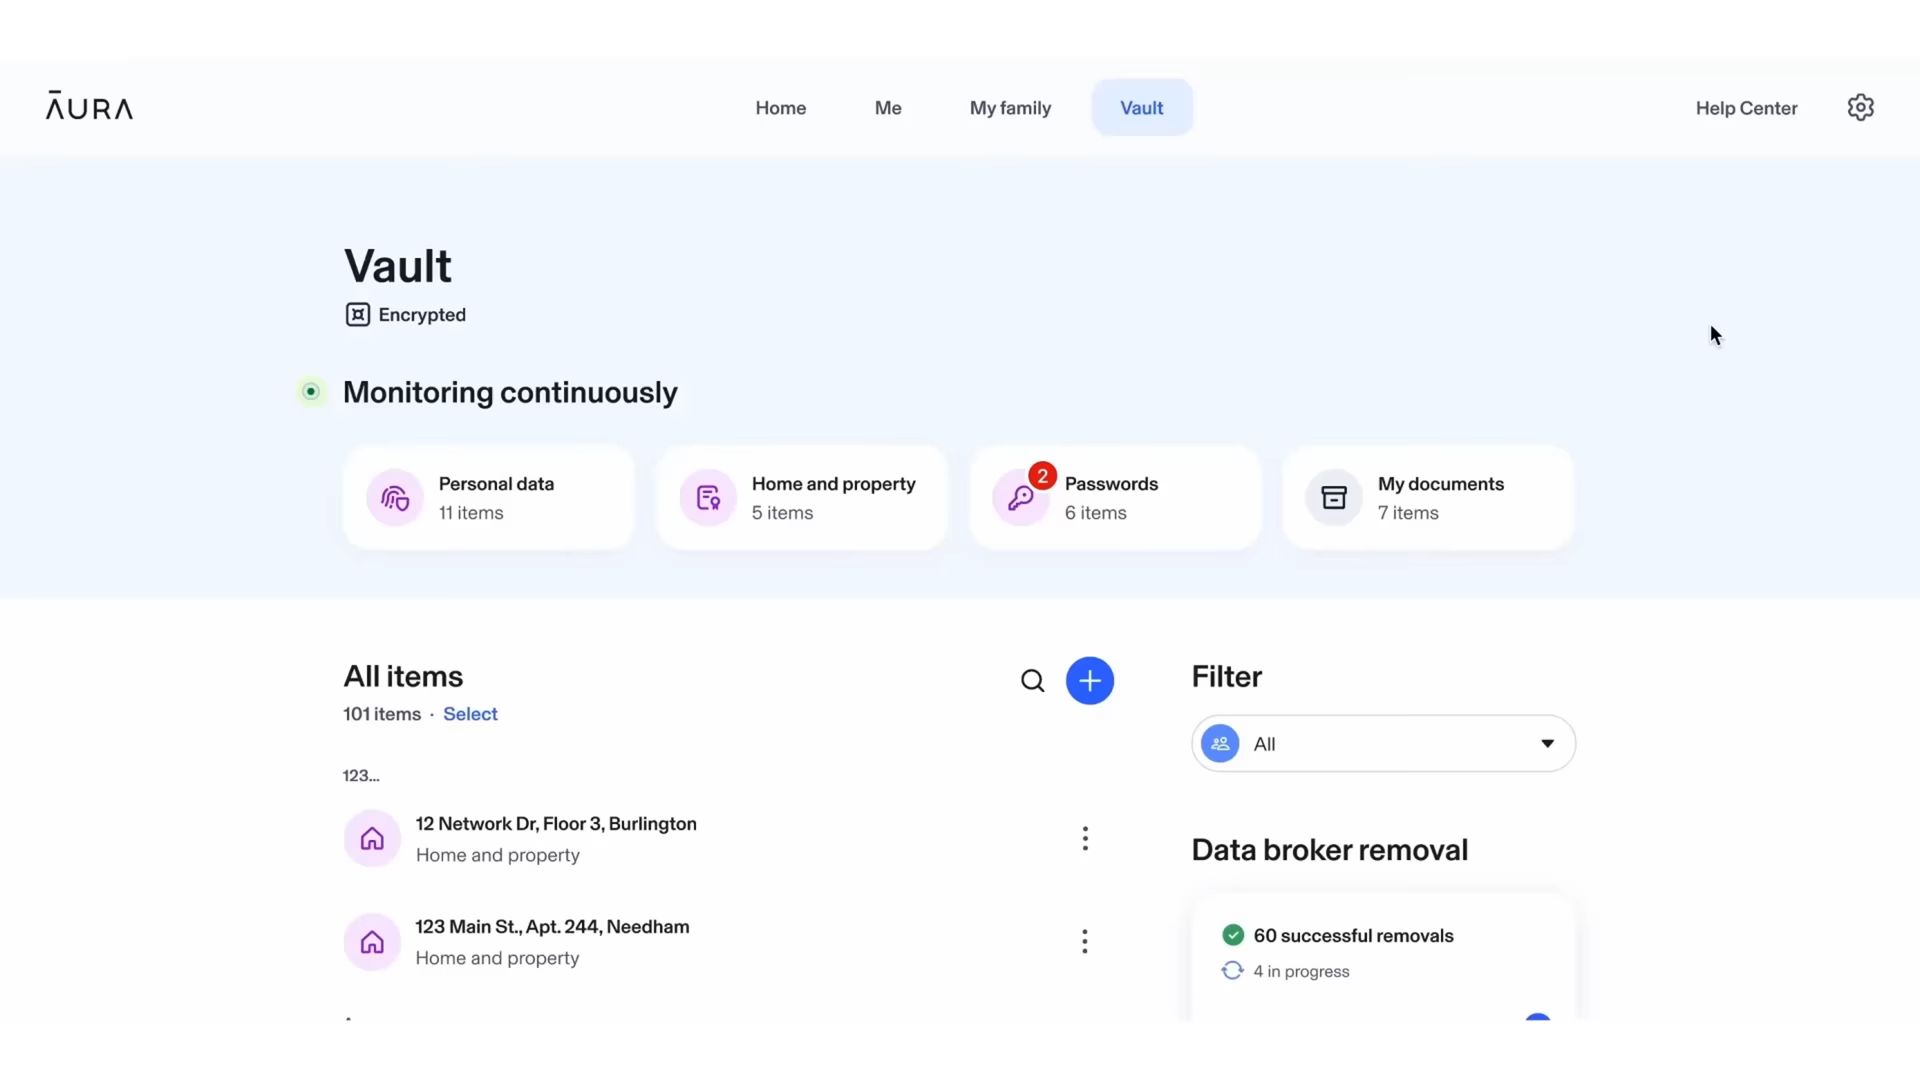 ĀURA
Home
Me
My family
Vault
Help Center
Vault
Encrypted
Monitoring continuously
Personal data
11 items
Home and property
5 items
2
Passwords
6 items
My documents
7 items
All items
101 items · Select
123...
12 Network Dr, Floor 3, Burlington
Home and property
123 Main St., Apt. 244, Needham
Home and property
Filter
All
Data broker removal
60 successful removals
4 in progress